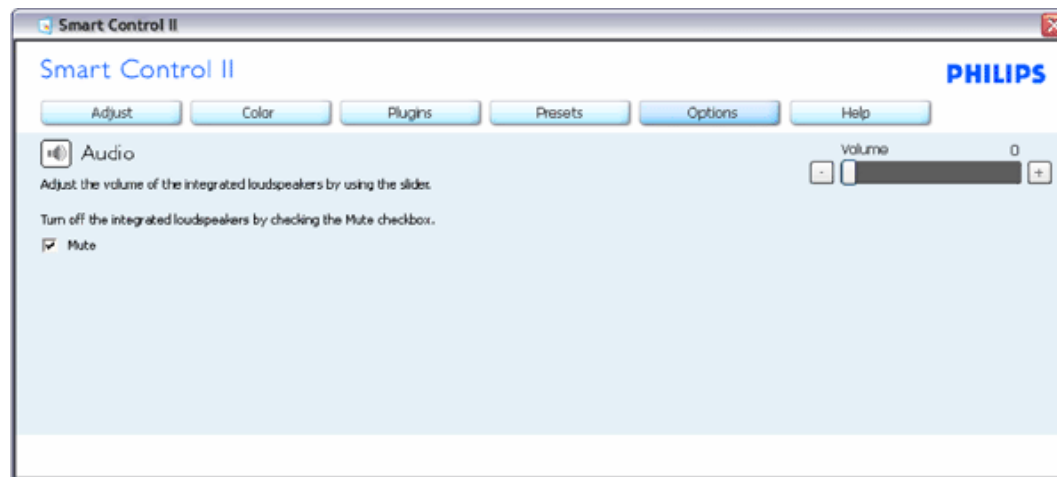 Smart Control II
Smart Control II
PHILIPS
Adjust Color Plugins Presets Options Help
Audio
Volume 0
- +
Adjust the volume of the integrated loudspeakers by using the slider.
Turn off the integrated loudspeakers by checking the Mute checkbox.
Mute